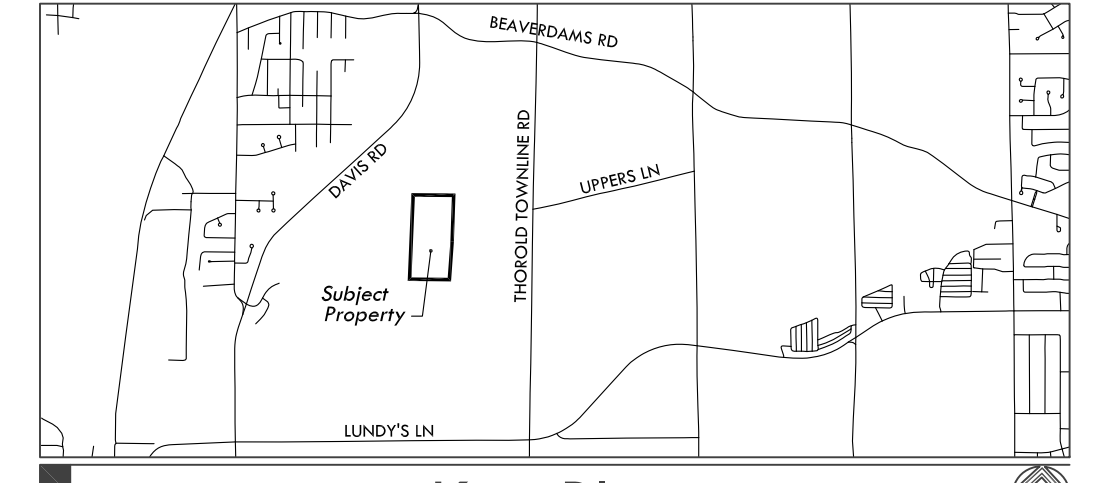 BEAVERDAMS RD
THOROLD TOWNLINE RD
DAVIS RD
UPPERS LN
Subject
Property
LUNDY'S LN